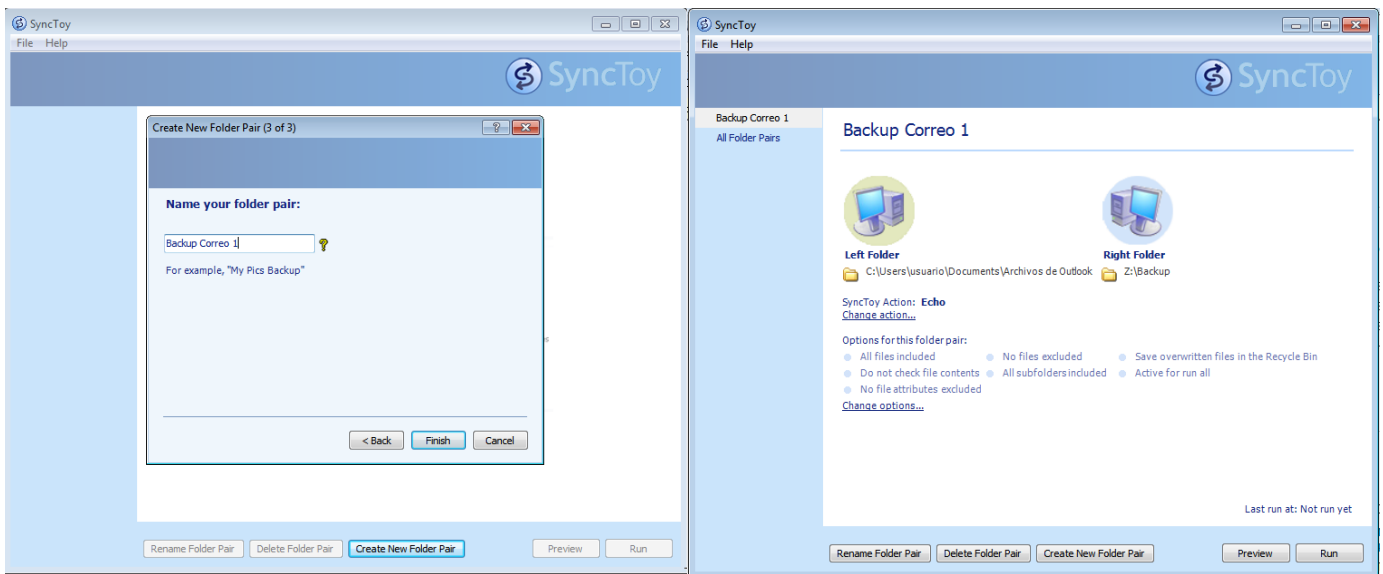 SyncToy
File Help
SyncToy
Create New Folder Pair (3 of 3)
Name your folder pair:
Backup Correo 1
For example, "My Pics Backup"
< Back Finish Cancel
Rename Folder Pair Delete Folder Pair Create New Folder Pair Preview Run
SyncToy
File Help
SyncToy
Backup Correo 1
All Folder Pairs
Backup Correo 1
Left Folder Right Folder
C:\Users\usuario\Documents\Archivos de Outlook Z:\Backup
SyncToy Action: Echo
Change action...
Options for this folder pair:
All files included No files excluded Save overwritten files in the Recycle Bin
Do not check file contents All subfolders included Active for run all
No file attributes excluded
Change options...
Last run at: Not run yet
Rename Folder Pair Delete Folder Pair Create New Folder Pair Preview Run